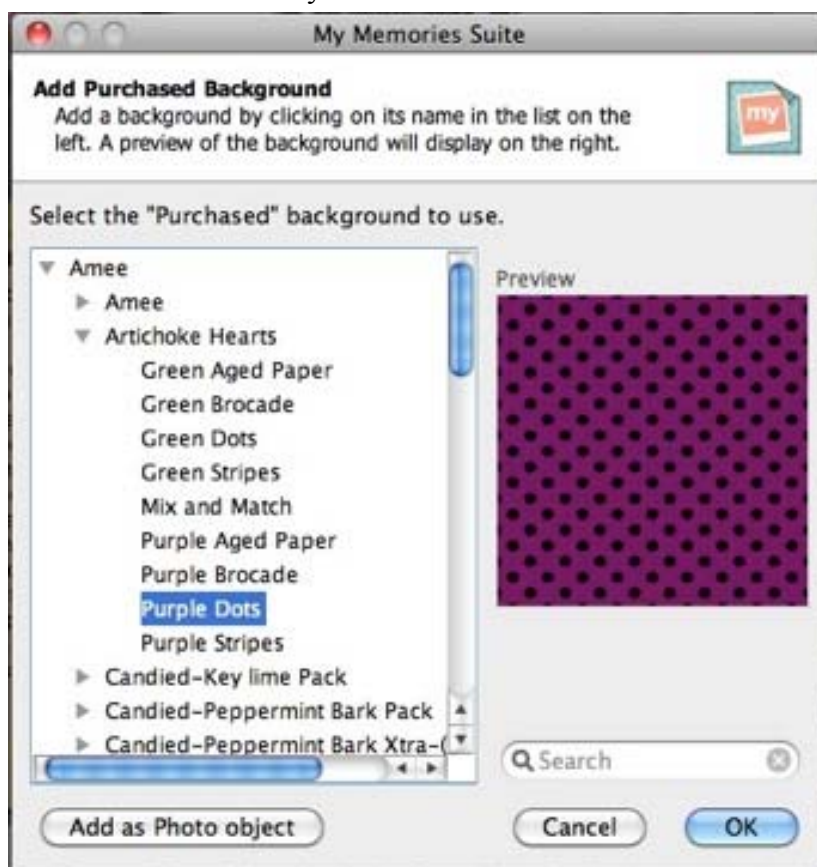 My Memories Suite
Add Purchased Background
Add a background by clicking on its name in the list on the
left. A preview of the background will display on the right.
my
Select the "Purchased" background to use.
Amee
Amee
Artichoke Hearts
Green Aged Paper
Green Brocade
Green Dots
Green Stripes
Mix and Match
Purple Aged Paper
Purple Brocade
Purple Dots
Purple Stripes
Candied-Key lime Pack
Candied-Peppermint Bark Pack
Candied-Peppermint Bark Xtra-(
Preview
Search
Add as Photo object
Cancel
OK